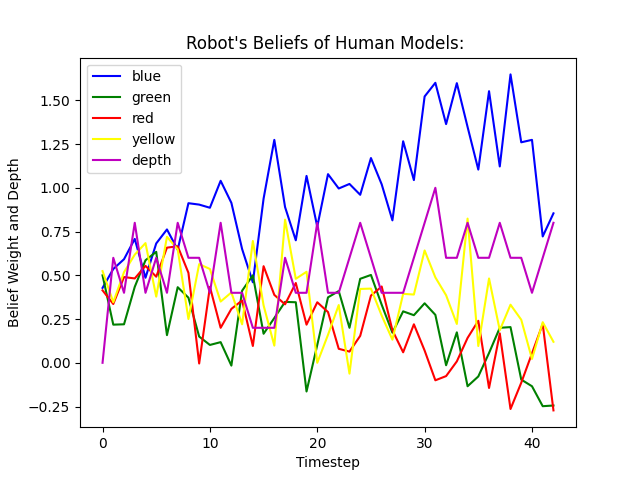 Robot's Beliefs of Human Models:
blue
green
red
yellow
depth
1.50
1.25
1.00
0.75
0.50
0.25
0.00
−0.25
Belief Weight and Depth
0 10 20 30 40
Timestep